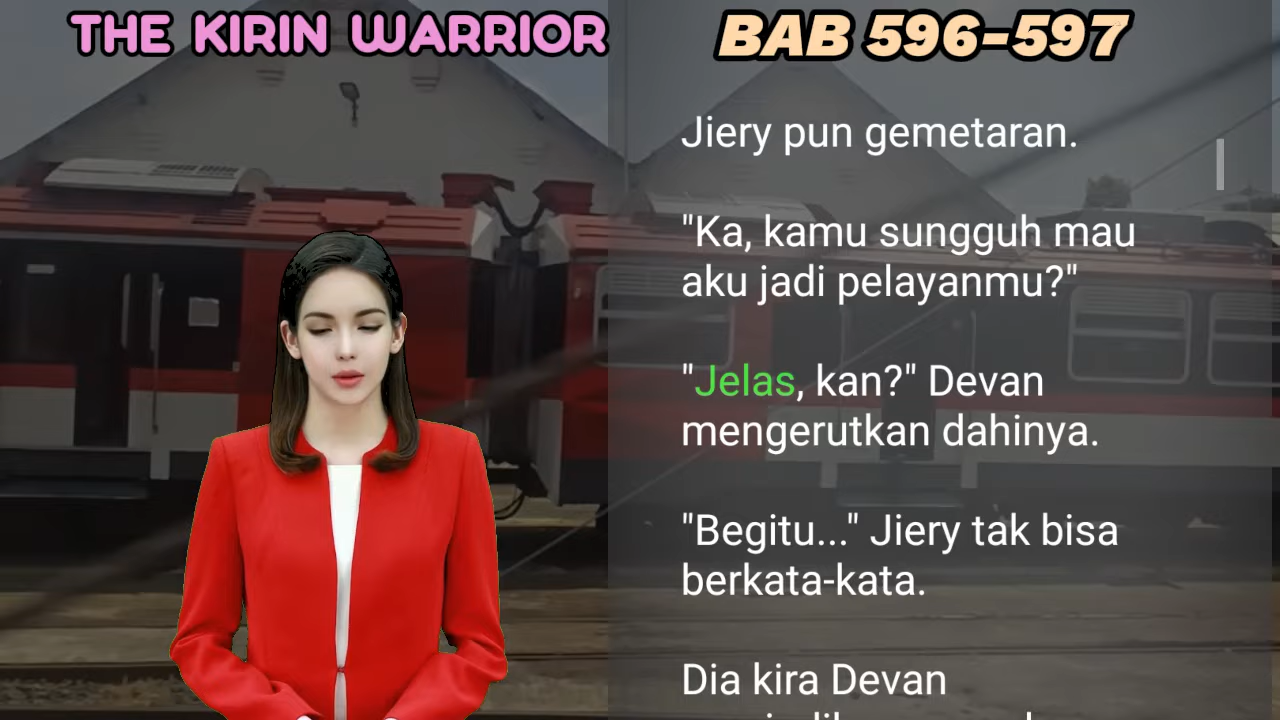 THE KIRIN WARRIOR
BAB 596-597
Jiery pun gemetaran.
"Ka, kamu sungguh mau
aku jadi pelayanmu?"
"Jelas, kan?" Devan
mengerutkan dahinya.
"Begitu..." Jiery tak bisa
berkata-kata.
Dia kira Devan